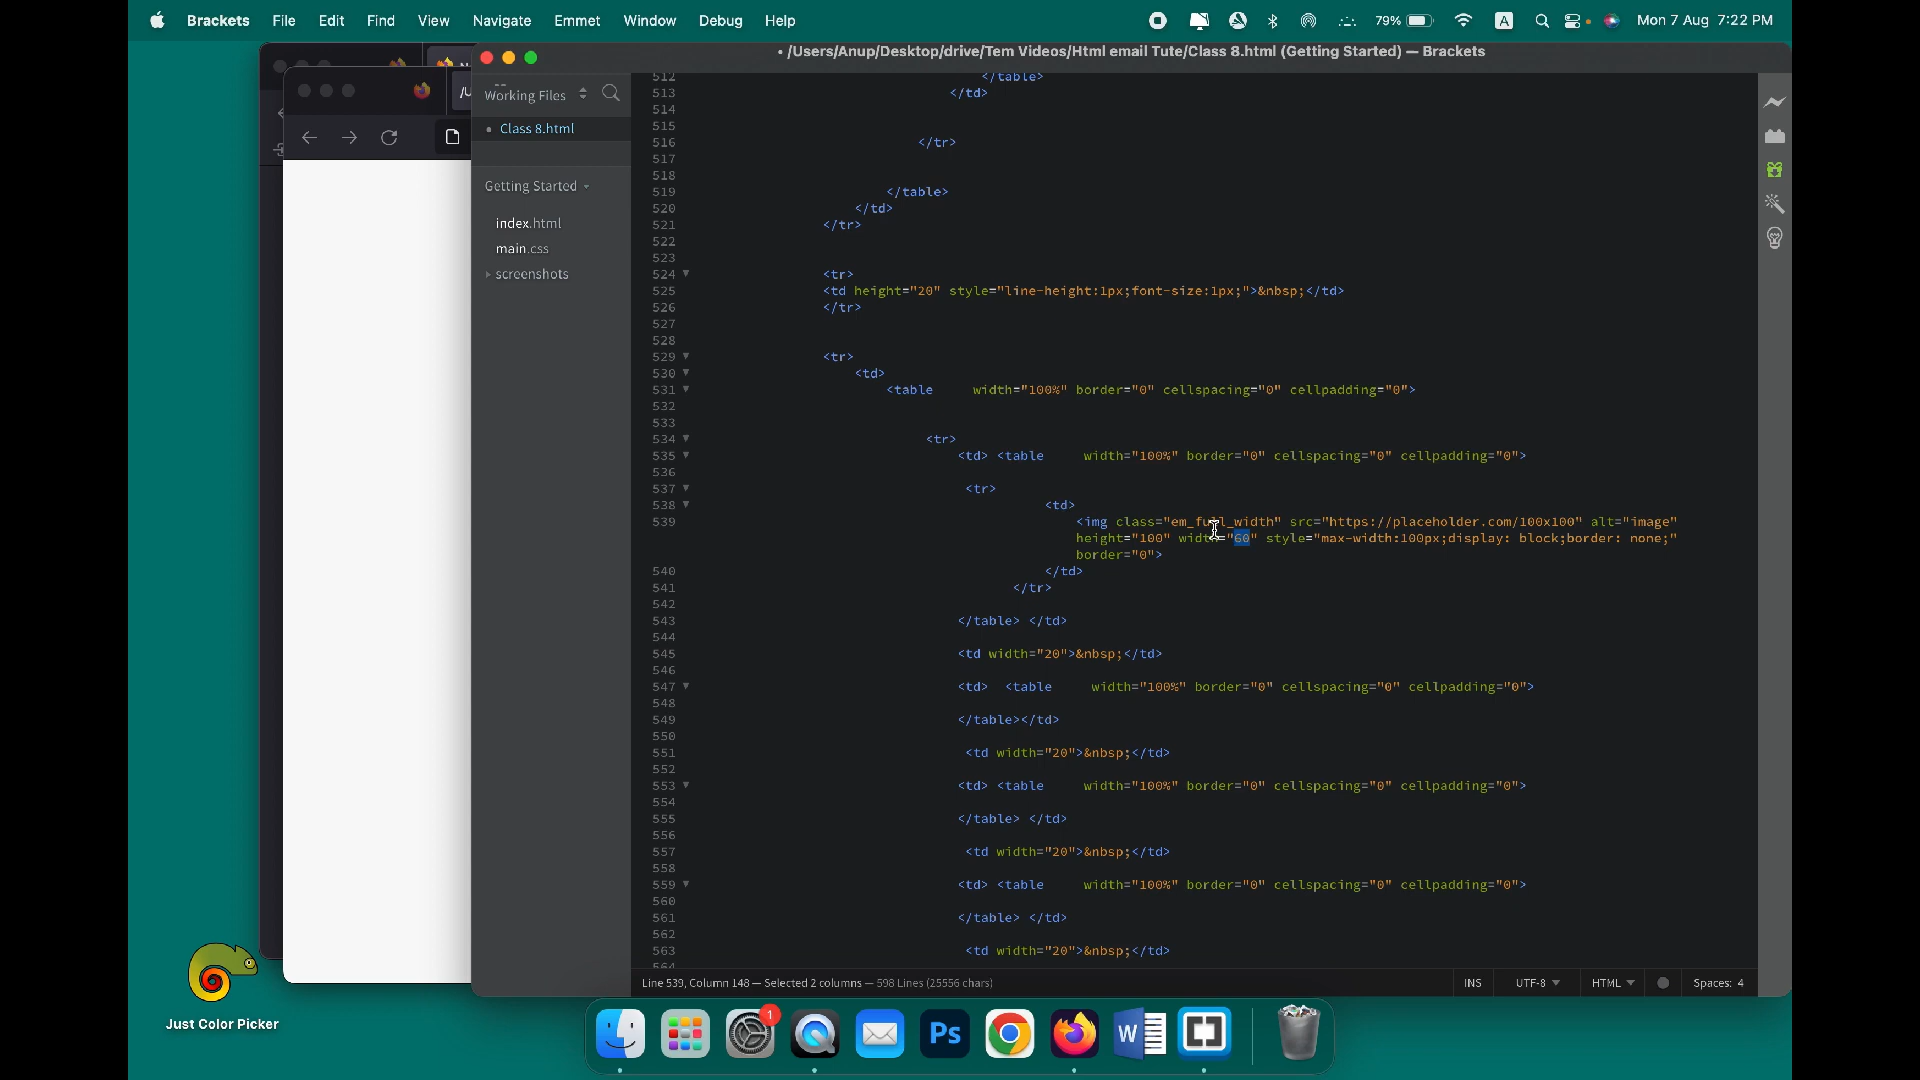 Brackets File Edit Find View Navigate Emmet Window Debug Help 79% A Mon 7 Aug 7:22 PM
• /Users/Anup/Desktop/drive/Tem Videos/Html email Tute/Class 8.html (Getting Started) — Brackets
Working Files
• Class 8.html
Getting Started
index.html
main.css
screenshots
/U
512 </table>
513 </td>
514
515
516 </tr>
517
518
519 </table>
520 </td>
521 </tr>
522
523
524 <tr>
525 <td height="20" style="line-height:1px;font-size:1px;">&nbsp;</td>
526 </tr>
527
528
529 <tr>
530 <td>
531 <table width="100%" border="0" cellspacing="0" cellpadding="0">
532
533
534 <tr>
535 <td> <table width="100%" border="0" cellspacing="0" cellpadding="0">
536
537 <tr>
538 <td>
539 <img class="em_full_width" src="https://placeholder.com/100x100" alt="image"
height="100" width="60" style="max-width:100px;display: block;border: none;"
border="0">
540 </td>
541 </tr>
542
543 </table> </td>
544
545 <td width="20">&nbsp;</td>
546
547 <td> <table width="100%" border="0" cellspacing="0" cellpadding="0">
548
549 </table></td>
550
551 <td width="20">&nbsp;</td>
552
553 <td> <table width="100%" border="0" cellspacing="0" cellpadding="0">
554
555 </table> </td>
556
557 <td width="20">&nbsp;</td>
558
559 <td> <table width="100%" border="0" cellspacing="0" cellpadding="0">
560
561 </table> </td>
562
563 <td width="20">&nbsp;</td>
564
Line 539, Column 148 — Selected 2 columns — 598 Lines (25556 chars) INS UTF-8 HTML Spaces: 4
Just Color Picker
1
Ps
W